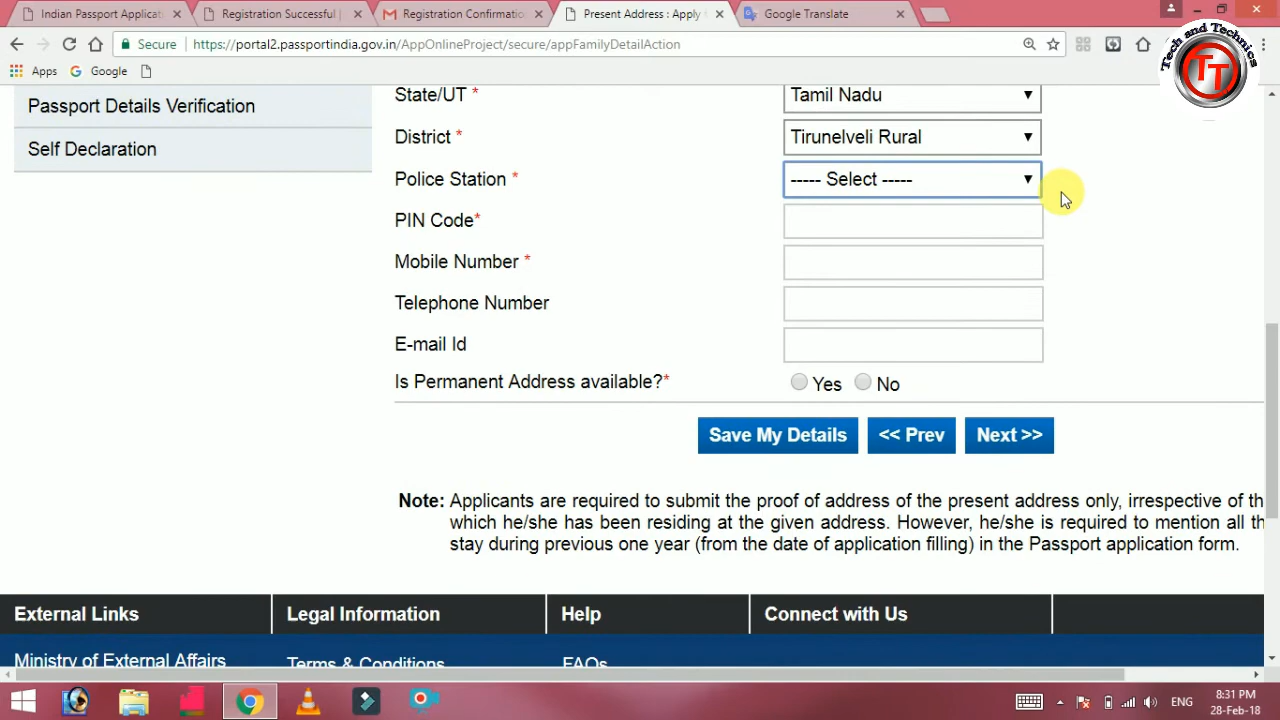 Indian Passport Applicat
Registration Successful |
Registration Confirmatio
Present Address : Apply
Google Translate
Secure
https://portal2.passportindia.gov.in/AppOnlineProject/secure/appFamilyDetailAction
Apps
Google
Tech and Technics
TT
Passport Details Verification
Self Declaration
State/UT *
Tamil Nadu
District *
Tirunelveli Rural
Police Station *
----- Select -----
PIN Code*
Mobile Number *
Telephone Number
E-mail Id
Is Permanent Address available?*
Yes
No
Save My Details
<< Prev
Next >>
Note: Applicants are required to submit the proof of address of the present address only, irrespective of th
which he/she has been residing at the given address. However, he/she is required to mention all th
stay during previous one year (from the date of application filling) in the Passport application form.
External Links
Legal Information
Help
Connect with Us
Ministry of External Affairs
Terms & Conditions
FAQs
ENG
8:31 PM
28-Feb-18